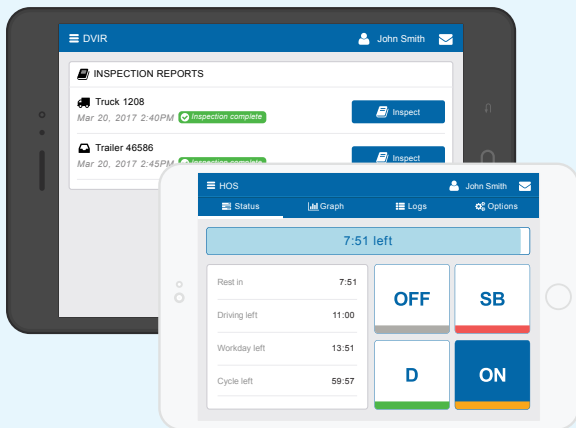 DVIR
John Smith
INSPECTION REPORTS
Truck 1208
Mar 20, 2017 2:40PM Inspection complete
Inspect
Trailer 46586
Mar 20, 2017 2:45PM Inspection complete
Inspect
HOS
John Smith
Status Graph Logs Options
7:51 left
Rest in 7:51
Driving left 11:00
Workday left 13:51
Cycle left 59:57
OFF SB
D ON